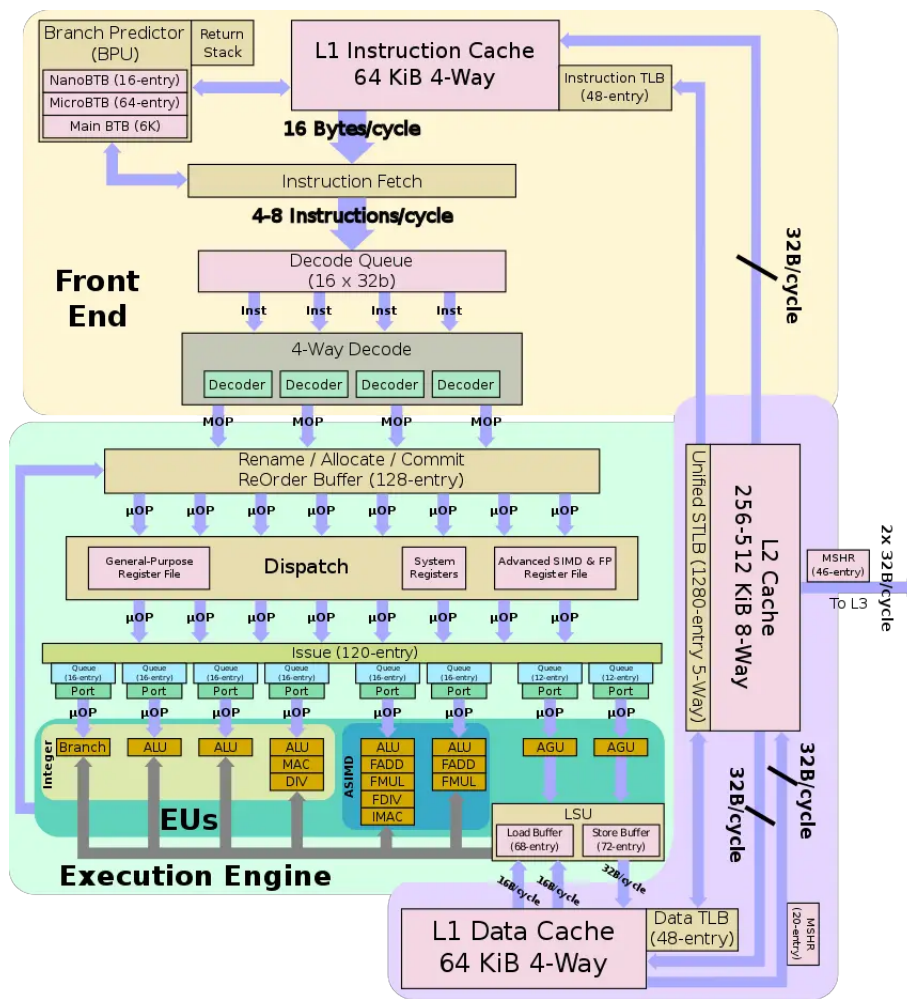 Branch Predictor
(BPU)
Return
Stack
NanoBTB (16-entry)
MicroBTB (64-entry)
Main BTB (6K)
L1 Instruction Cache
64 KiB 4-Way
Instruction TLB
(48-entry)
16 Bytes/cycle
Instruction Fetch
4-8 Instructions/cycle
32B/cycle
Decode Queue
(16 x 32b)
Front
End
Inst
Inst
Inst
Inst
4-Way Decode
Decoder
Decoder
Decoder
Decoder
MOP
MOP
MOP
MOP
Rename / Allocate / Commit
ReOrder Buffer (128-entry)
µOP
µOP
µOP
µOP
µOP
µOP
µOP
µOP
General-Purpose
Register File
Dispatch
System
Registers
Advanced SIMD & FP
Register File
µOP
µOP
µOP
µOP
µOP
µOP
µOP
µOP
Issue (120-entry)
Queue
(16-entry)
Queue
(16-entry)
Queue
(16-entry)
Queue
(16-entry)
Queue
(16-entry)
Queue
(16-entry)
Queue
(12-entry)
Queue
(12-entry)
Port
Port
Port
Port
Port
Port
Port
Port
µOP
µOP
µOP
µOP
µOP
µOP
µOP
µOP
Integer
Branch
ALU
ALU
ALU
MAC
DIV
ASIMD
ALU
FADD
FMUL
FDIV
IMAC
ALU
FADD
FMUL
AGU
AGU
EUs
LSU
Load Buffer
(68-entry)
Store Buffer
(72-entry)
Execution Engine
16B/cycle
16B/cycle
32B/cycle
Unified STLB (1280-entry 5-Way)
L2 Cache
256-512 KiB 8-Way
MSHR
(46-entry)
To L3
2x 32B/cycle
32B/cycle
32B/cycle
L1 Data Cache
64 KiB 4-Way
Data TLB
(48-entry)
MSHR
(20-entry)